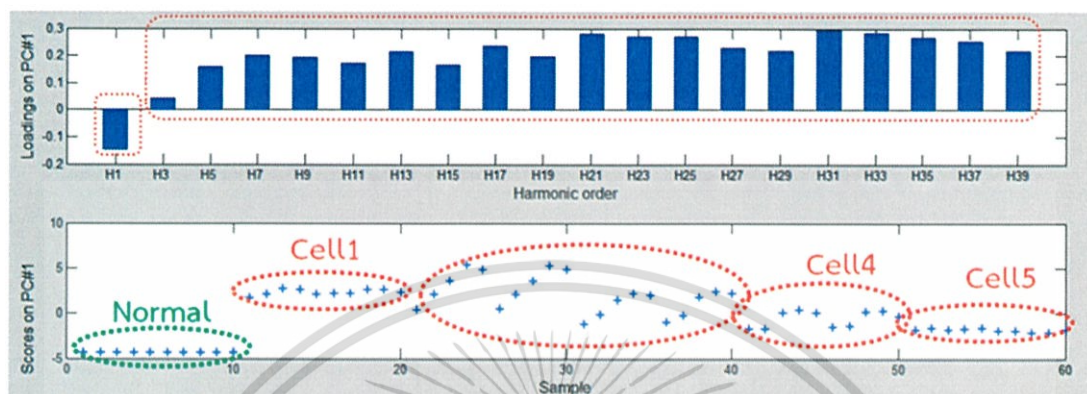 0.3
0.2
0.1
0
-0.1
-0.2
Loadings on PC#1
H1 H3 H5 H7 H9 H11 H13 H15 H17 H19 H21 H23 H25 H27 H29 H31 H33 H35 H37 H39
Harmonic order
10
5
0
-5
Scores on PC#1
Normal
Cell1
Cell4
Cell5
0 10 20 30 40 50 60
Sample